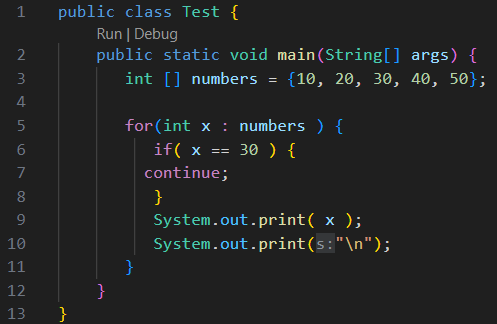 1 public class Test {
Run | Debug
2 public static void main(String[] args) {
3 int [] numbers = {10, 20, 30, 40, 50};
4
5 for(int x : numbers ) {
6 if( x == 30 ) {
7 continue;
8 }
9 System.out.print( x );
10 System.out.print(s:"\n");
11 }
12 }
13 }